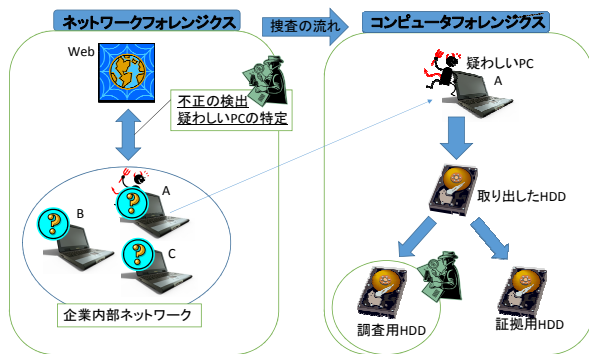 ネットワークフォレンジクス
捜査の流れ
コンピュータフォレンジクス
Web
不正の検出
疑わしいPCの特定
A
B
C
企業内部ネットワーク
疑わしいPC
A
取り出したHDD
調査用HDD
証拠用HDD